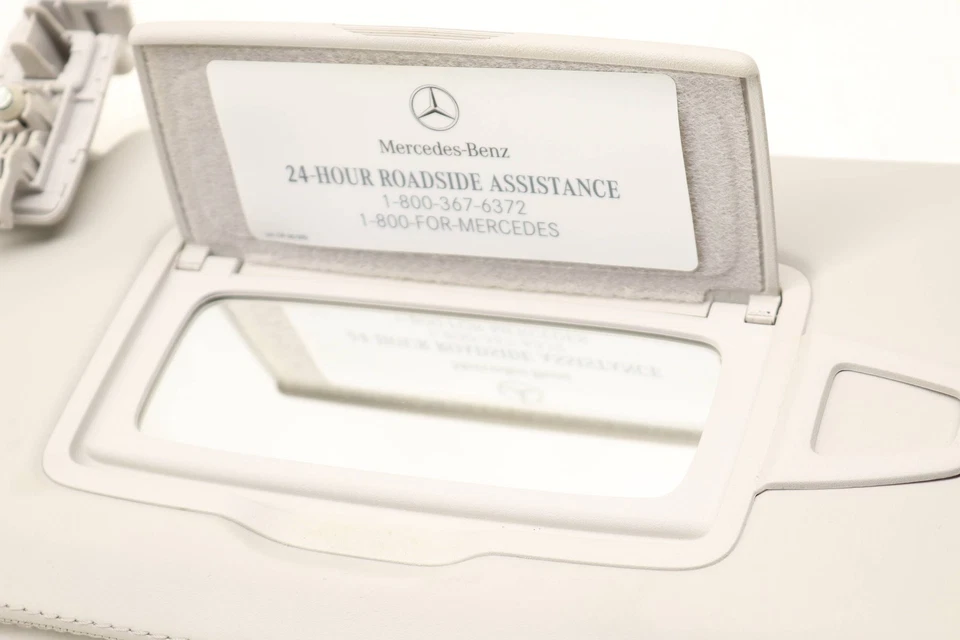 Mercedes-Benz
24-HOUR ROADSIDE ASSISTANCE
1-800-367-6372
1-800-FOR-MERCEDES